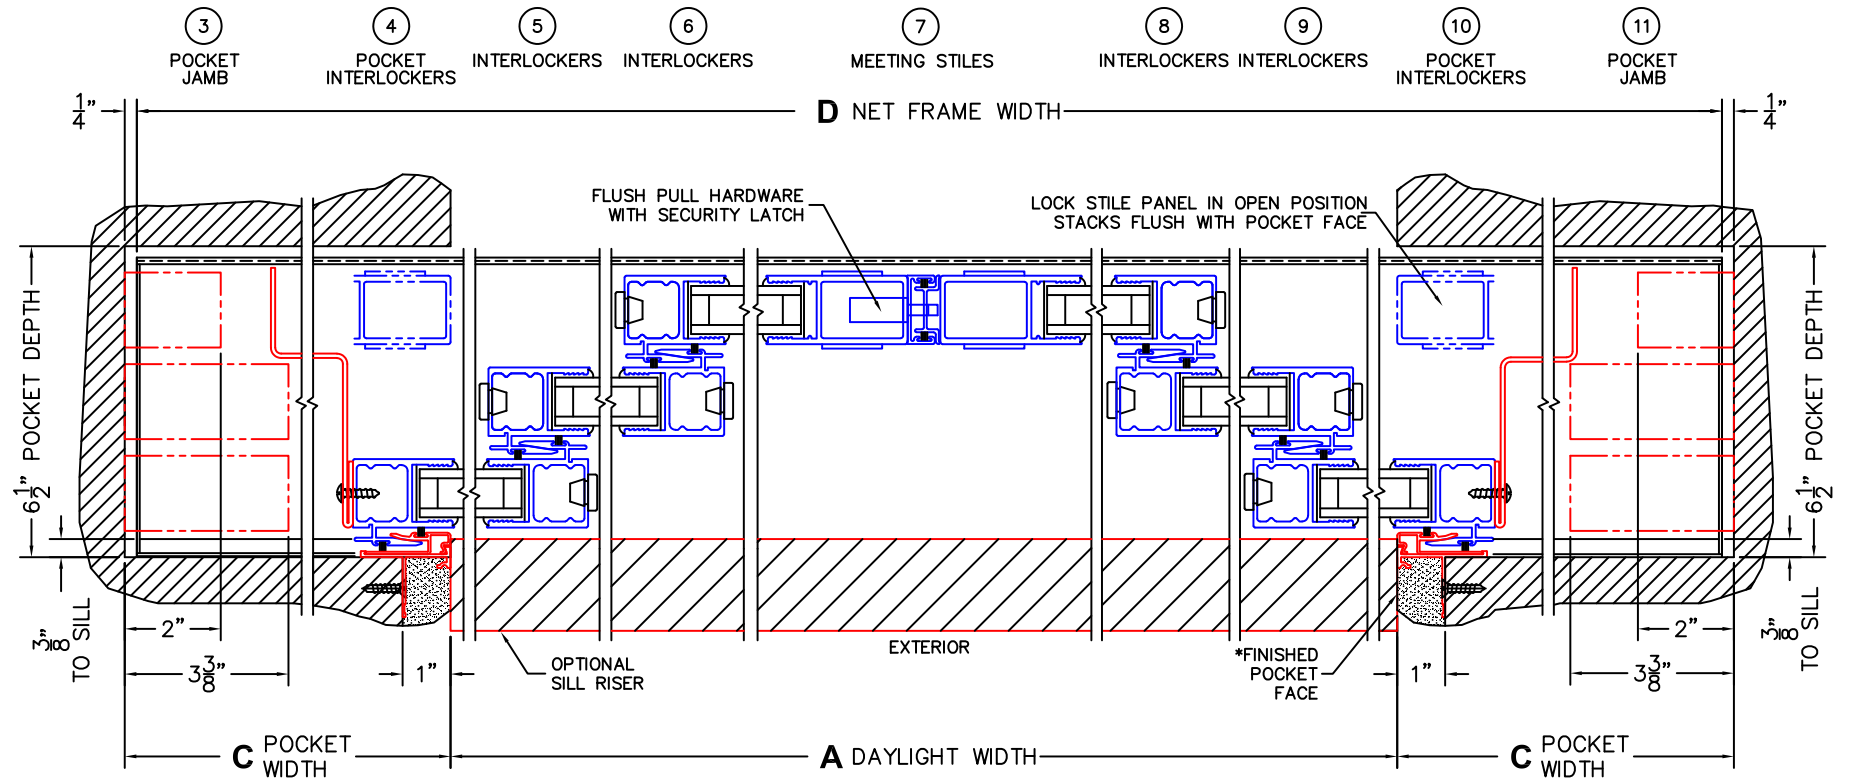 3 4 5 6 7 8 9 10 11
POCKET JAMB
POCKET INTERLOCKERS
INTERLOCKERS
INTERLOCKERS
MEETING STILES
INTERLOCKERS
INTERLOCKERS
POCKET INTERLOCKERS
POCKET JAMB
1/4"
D NET FRAME WIDTH
1/4"
FLUSH PULL HARDWARE
WITH SECURITY LATCH
LOCK STILE PANEL IN OPEN POSITION
STACKS FLUSH WITH POCKET FACE
6 1/2" POCKET DEPTH
6 1/2" POCKET DEPTH
3/8" TO SILL
3/8" TO SILL
2"
3 3/8"
1"
OPTIONAL
SILL RISER
EXTERIOR
*FINISHED
POCKET
FACE
1"
2"
3 3/8"
C POCKET
WIDTH
A DAYLIGHT WIDTH
C POCKET
WIDTH